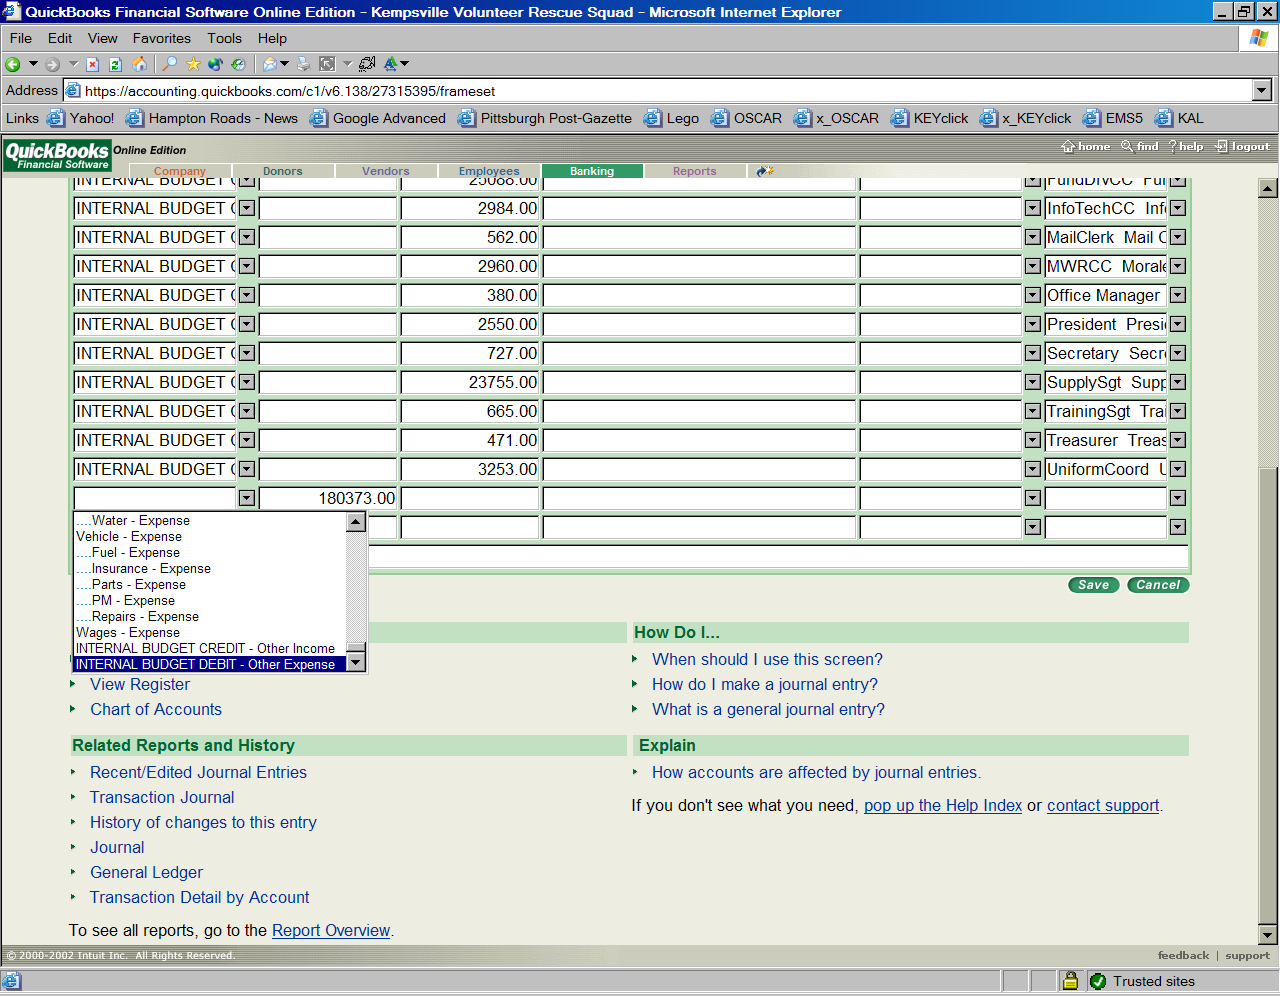 QuickBooks Financial Software Online Edition - Kempsville Volunteer Rescue Squad - Microsoft Internet Explorer
File Edit View Favorites Tools Help
Address https://accounting.quickbooks.com/c1/v6.138/27315395/frameset
Links Yahoo! Hampton Roads - News Google Advanced Pittsburgh Post-Gazette Lego OSCAR x_OSCAR KEYclick x_KEYclick EMS5 KAL
QuickBooks Online Edition home find ? help logout
Financial Software
Company Donors Vendors Employees Banking Reports
INTERNAL BUDGET C 25088.00 FundDivCC Fu
INTERNAL BUDGET C 2984.00 InfoTechCC Inf
INTERNAL BUDGET C 562.00 MailClerk Mail C
INTERNAL BUDGET C 2960.00 MWRCC Morale
INTERNAL BUDGET C 380.00 Office Manager
INTERNAL BUDGET C 2550.00 President Presi
INTERNAL BUDGET C 727.00 Secretary Secr
INTERNAL BUDGET C 23755.00 SupplySgt Supp
INTERNAL BUDGET C 665.00 TrainingSgt Trai
INTERNAL BUDGET C 471.00 Treasurer Treas
INTERNAL BUDGET C 3253.00 UniformCoord U
180373.00
....Water - Expense
Vehicle - Expense
....Fuel - Expense
....Insurance - Expense
....Parts - Expense
....PM - Expense
....Repairs - Expense
Wages - Expense
INTERNAL BUDGET CREDIT - Other Income
INTERNAL BUDGET DEBIT - Other Expense
Save Cancel
View Register
Chart of Accounts
How Do I...
When should I use this screen?
How do I make a journal entry?
What is a general journal entry?
Related Reports and History
Recent/Edited Journal Entries
Transaction Journal
History of changes to this entry
Journal
General Ledger
Transaction Detail by Account
To see all reports, go to the Report Overview.
Explain
How accounts are affected by journal entries.
If you don't see what you need, pop up the Help Index or contact support.
© 2000-2002 Intuit Inc. All Rights Reserved. feedback | support
Trusted sites